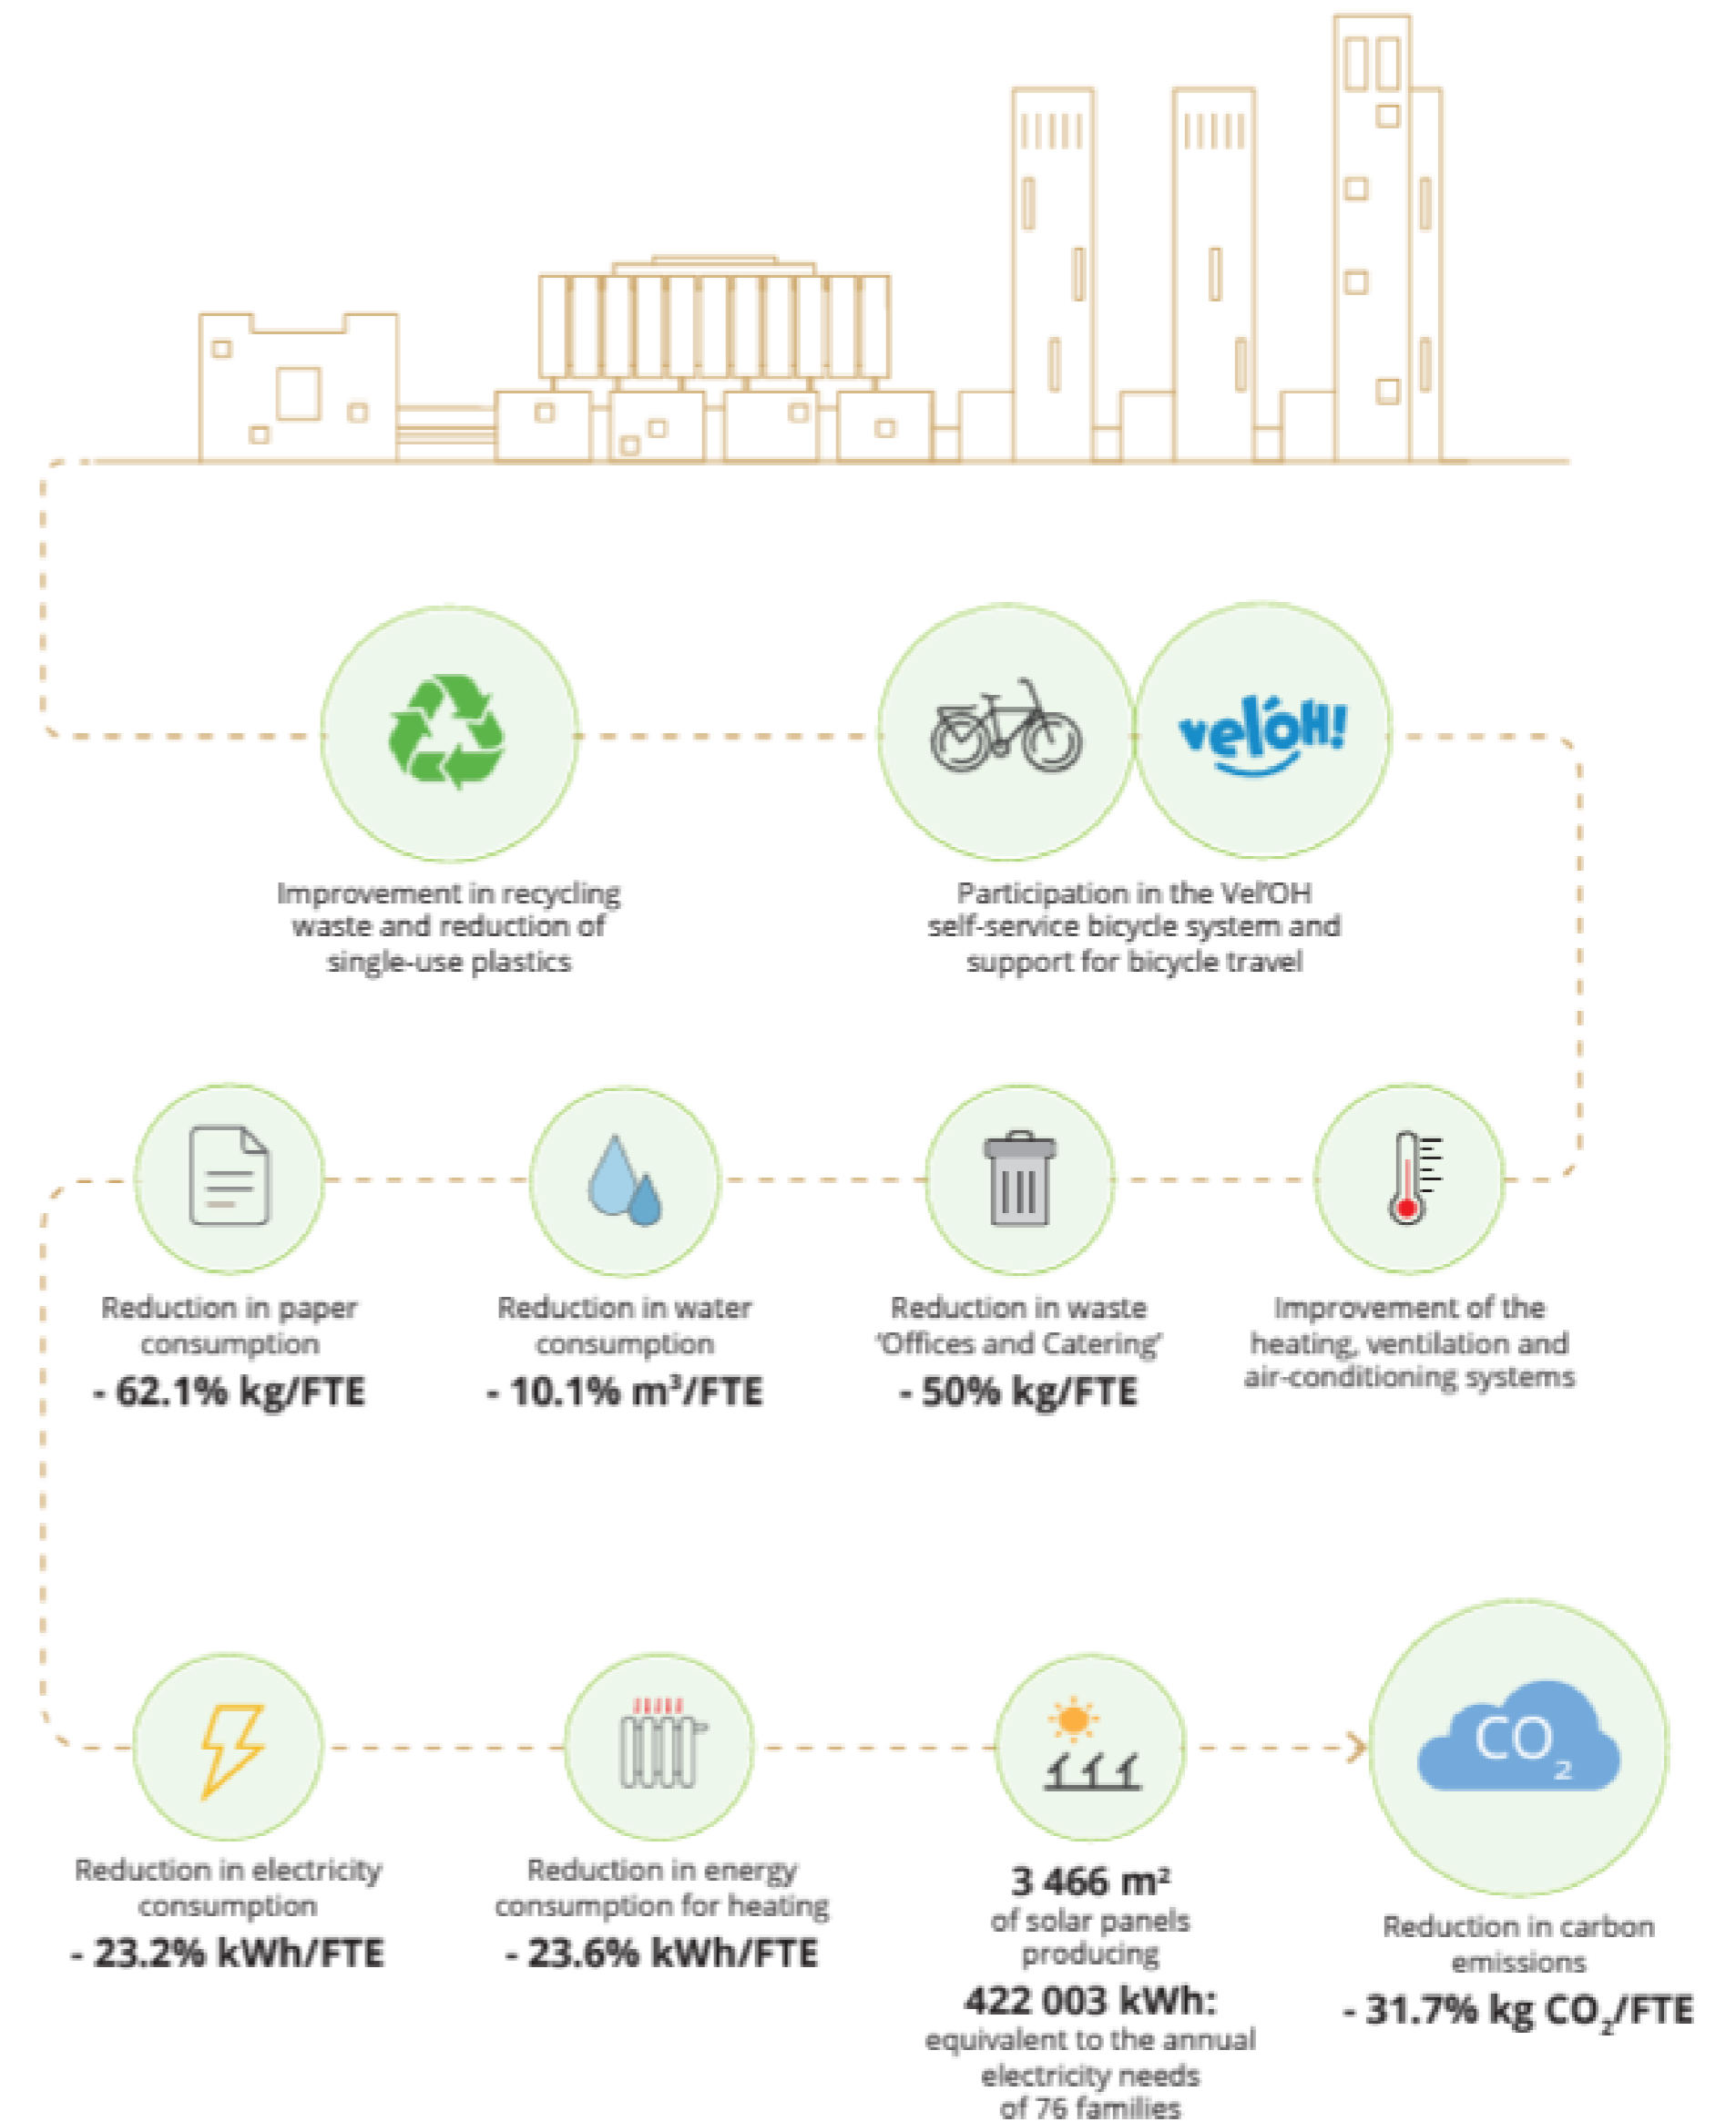 vel'OH!
Improvement in recycling
waste and reduction of
single-use plastics
Participation in the Vel'OH
self-service bicycle system and
support for bicycle travel
Reduction in paper
consumption
- 62.1% kg/FTE
Reduction in water
consumption
- 10.1% m³/FTE
Reduction in waste
'Offices and Catering'
- 50% kg/FTE
Improvement of the
heating, ventilation and
air-conditioning systems
CO₂
Reduction in electricity
consumption
- 23.2% kWh/FTE
Reduction in energy
consumption for heating
- 23.6% kWh/FTE
3 466 m²
of solar panels
producing
422 003 kWh:
equivalent to the annual
electricity needs
of 76 families
Reduction in carbon
emissions
- 31.7% kg CO₂/FTE